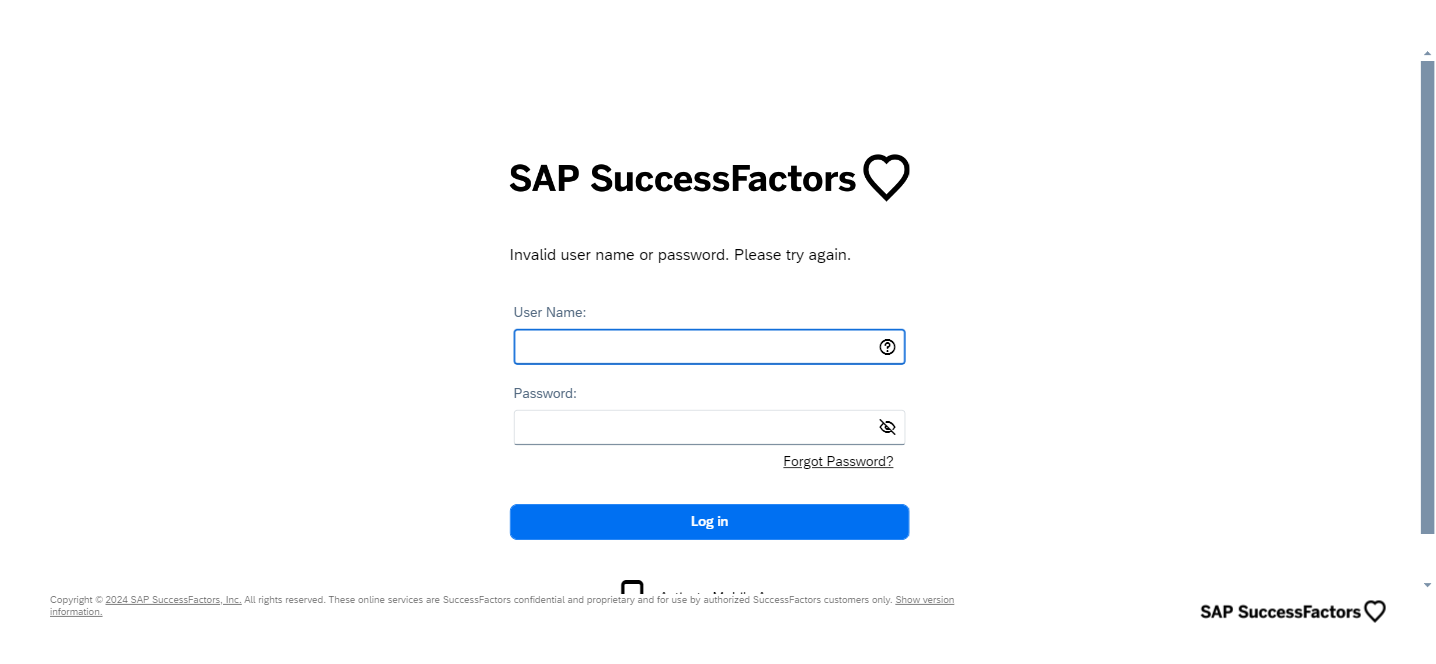 SAP SuccessFactors
Invalid user name or password. Please try again.
User Name:
Password:
Forgot Password?
Log in
Copyright © 2024 SAP SuccessFactors, Inc. All rights reserved. These online services are SuccessFactors confidential and proprietary and for use by authorized SuccessFactors customers only. Show version
information.
SAP SuccessFactors